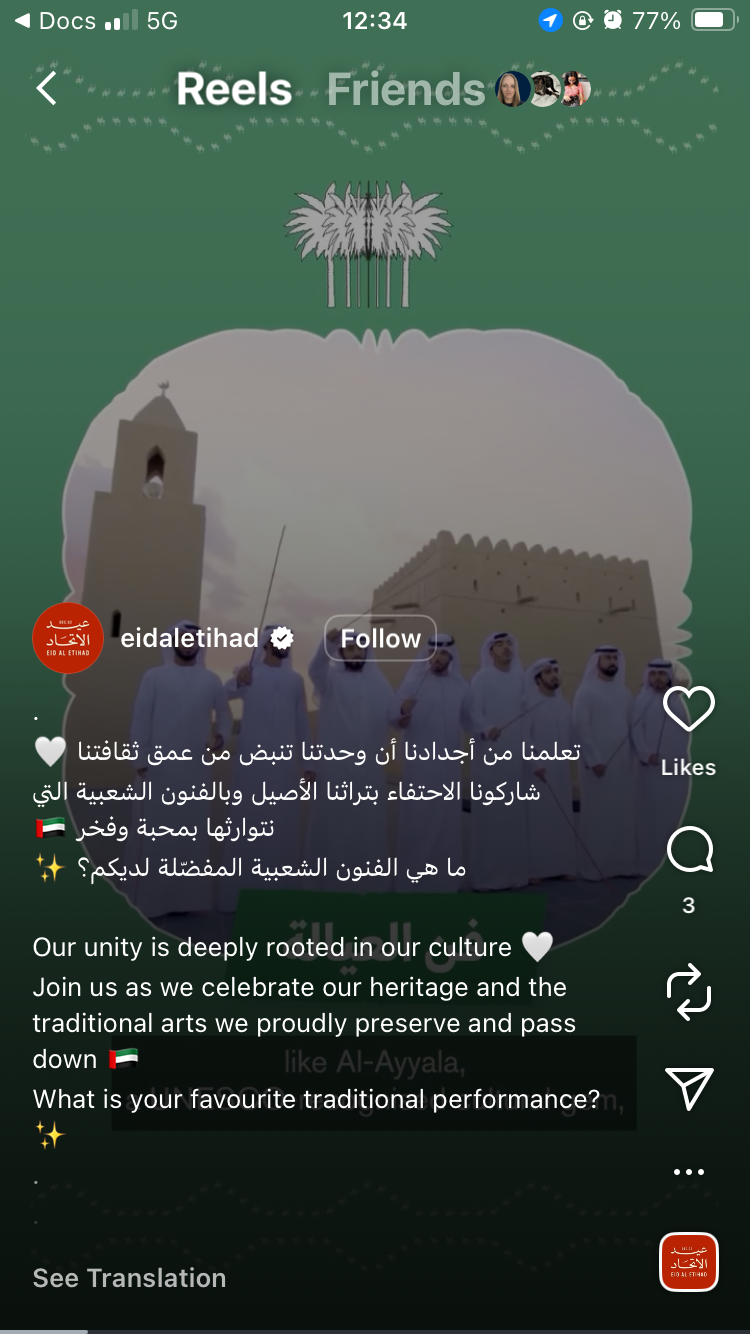 Docs 5G 12:34 77%
Reels Friends
عيد
الاتحاد
EID AL ETIHAD
eidaletihad Follow
.
تعلمنا من أجدادنا أن وحدتنا تنبض من عمق ثقافتنا 🤍
شاركونا الاحتفاء بتراثنا الأصيل وبالفنون الشعبية التي
نتوارثها بمحبة وفخر 🇦🇪
ما هي الفنون الشعبية المفضّلة لديكم؟ ✨
Likes
3
فن العيالة
Our unity is deeply rooted in our culture 🤍
Join us as we celebrate our heritage and the
traditional arts we proudly preserve and pass
down 🇦🇪
like Al-Ayyala,
What is your favourite traditional performance?
✨
.
.
See Translation
عيد
الاتحاد
EID AL ETIHAD